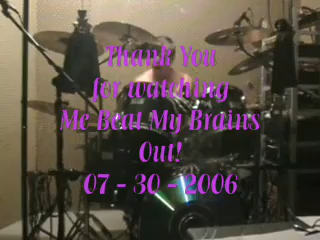 Thank You
for watching
Me Beat My Brains
Out!
07 - 30 - 2006